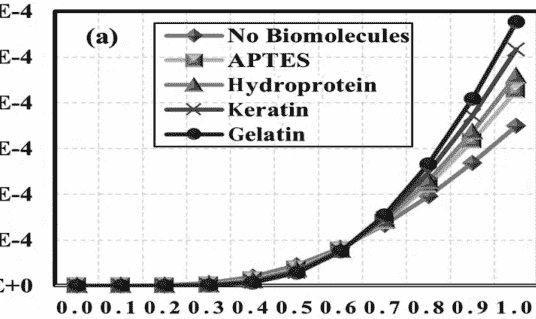 E-4
(a)
No Biomolecules
APTES
Hydroprotein
Keratin
Gelatin
E-4
E-4
E-4
E-4
E-4
E+0
0.0 0.1 0.2 0.3 0.4 0.5 0.6 0.7 0.8 0.9 1.0